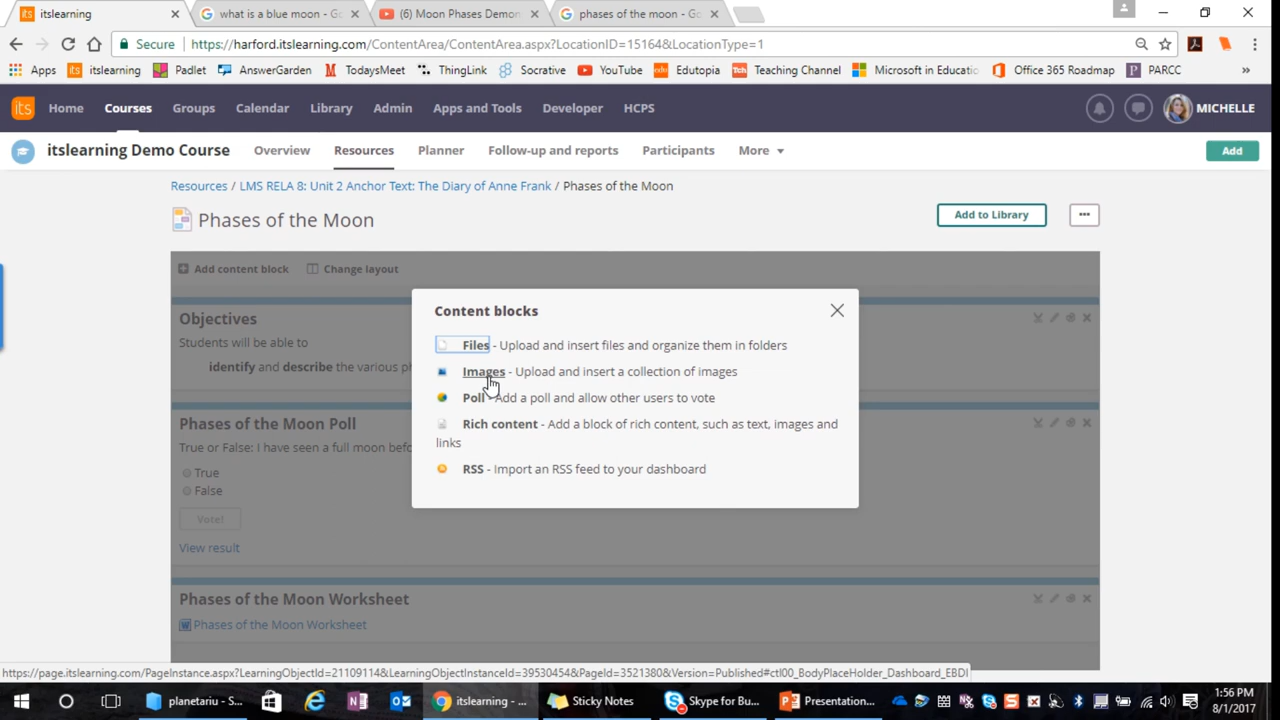 itslearning
what is a blue moon - Go
(6) Moon Phases Demon
phases of the moon - Go
Secure
https://harford.itslearning.com/ContentArea/ContentArea.aspx?LocationID=15164&LocationType=1
Apps
its itslearning
Padlet
AnswerGarden
TodaysMeet
ThingLink
Socrative
YouTube
edu Edutopia
Tch Teaching Channel
Microsoft in Educatio
Office 365 Roadmap
P PARCC
»
its Home Courses Groups Calendar Library Admin Apps and Tools Developer HCPS MICHELLE
itslearning Demo Course Overview Resources Planner Follow-up and reports Participants More Add
Resources / LMS RELA 8: Unit 2 Anchor Text: The Diary of Anne Frank / Phases of the Moon
Phases of the Moon
Add to Library
...
Add content block Change layout
Objectives
Students will be able to
identify and describe the various ph
Phases of the Moon Poll
True or False: I have seen a full moon befo
True
False
Vote!
View result
Phases of the Moon Worksheet
Phases of the Moon Worksheet
Content blocks
Files - Upload and insert files and organize them in folders
Images - Upload and insert a collection of images
Poll - Add a poll and allow other users to vote
Rich content - Add a block of rich content, such as text, images and
links
RSS - Import an RSS feed to your dashboard
https://page.itslearning.com/PageInstance.aspx?LearningObjectId=21109114&LearningObjectInstanceId=39530454&PageId=3521380&Version=Published#ctl00_BodyPlaceHolder_Dashboard_EBDI
planetariu - S...
itslearning - ...
Sticky Notes
Skype for Bu...
Presentation...
1:56 PM
8/1/2017